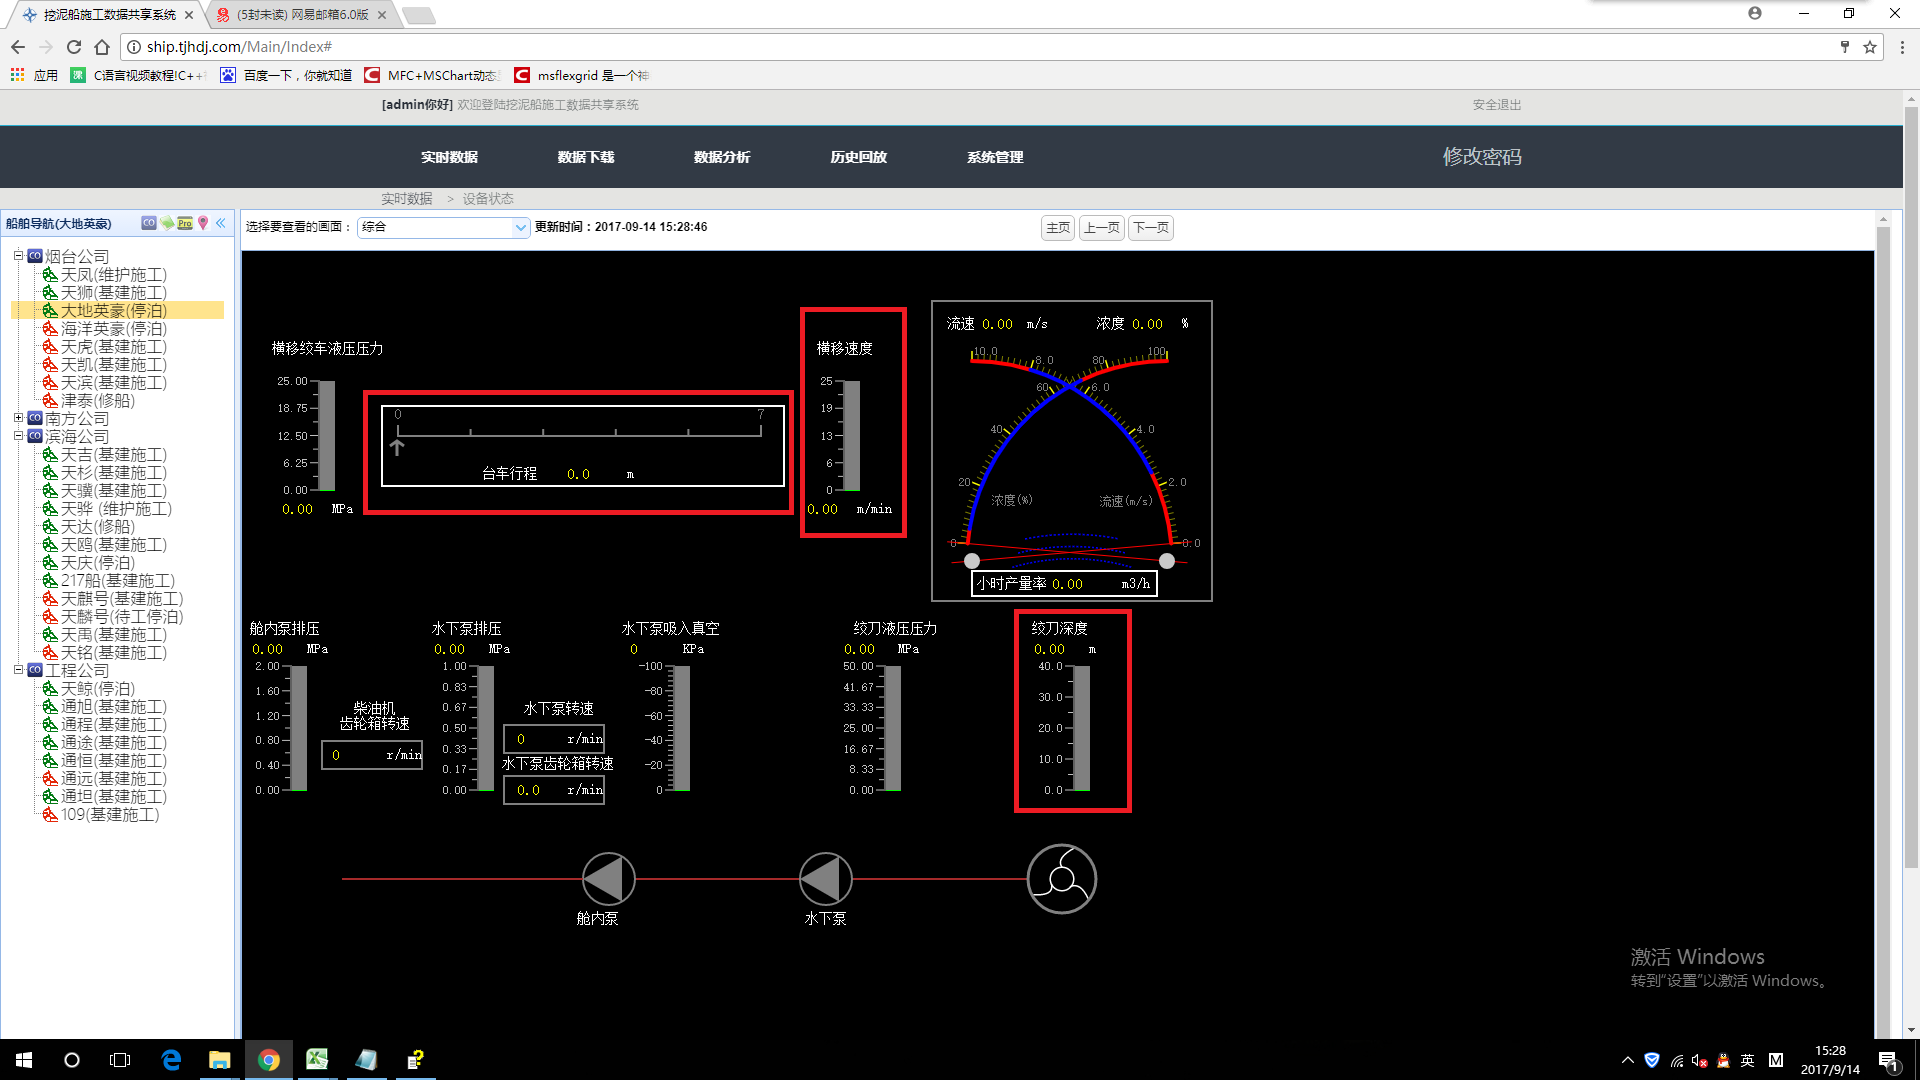 挖泥船施工数据共享系统
(5封未读) 网易邮箱6.0版
ship.tjhdj.com/Main/Index#
应用
C语言视频教程!C++
百度一下，你就知道
MFC+MSChart动态
msflexgrid 是一个神
[admin你好] 欢迎登陆挖泥船施工数据共享系统
安全退出
实时数据
数据下载
数据分析
历史回放
系统管理
修改密码
实时数据 > 设备状态
船舶导航(大地英豪)
选择要查看的画面：
综合
更新时间：2017-09-14 15:28:46
主页
上一页
下一页
烟台公司
天凤(维护施工)
天狮(基建施工)
大地英豪(停泊)
海洋英豪(停泊)
天虎(基建施工)
天凯(基建施工)
天滨(基建施工)
津泰(修船)
南方公司
滨海公司
天吉(基建施工)
天杉(基建施工)
天骥(基建施工)
天骅 (维护施工)
天达(修船)
天鸥(基建施工)
天庆(停泊)
217船(基建施工)
天麒号(基建施工)
天麟号(待工停泊)
天禹(基建施工)
天铭(基建施工)
工程公司
天鲸(停泊)
通旭(基建施工)
通程(基建施工)
通途(基建施工)
通恒(基建施工)
通远(基建施工)
通坦(基建施工)
109(基建施工)
横移绞车液压压力
25.00
18.75
12.50
6.25
0.00
0.00 MPa
0 7
台车行程 0.0 m
横移速度
25
19
13
6
0
0.00 m/min
流速 0.00 m/s 浓度 0.00 %
10.0 8.0 80 100
60 6.0
40 4.0
20 2.0
浓度(%) 流速(m/s)
0 0.0
小时产量率 0.00 m3/h
舱内泵排压
0.00 MPa
2.00
1.60
1.20
0.80
0.40
0.00
柴油机
齿轮箱转速
0 r/min
水下泵排压
0.00 MPa
1.00
0.83
0.67
0.50
0.33
0.17
0.00
水下泵转速
0 r/min
水下泵齿轮箱转速
0.0 r/min
水下泵吸入真空
0 KPa
-100
-80
-60
-40
-20
0
绞刀液压压力
0.00 MPa
50.00
41.67
33.33
25.00
16.67
8.33
0.00
绞刀深度
0.00 m
40.0
30.0
20.0
10.0
0.0
舱内泵
水下泵
激活 Windows
转到"设置"以激活 Windows。
英
M
15:28
2017/9/14
1